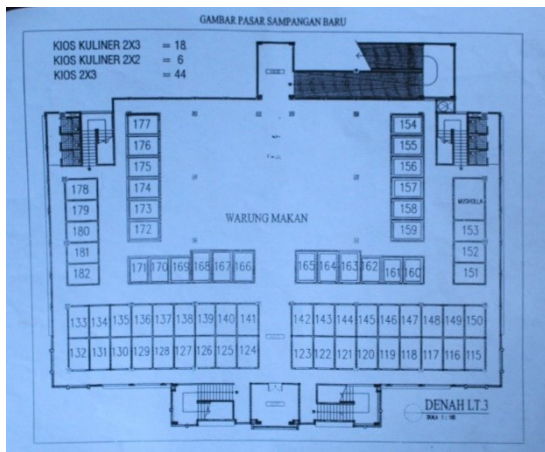 GAMBAR PASAR SAMPANGAN BARU
KIOS KULINER 2X3 = 18
KIOS KULINER 2X2 = 6
KIOS 2X3 = 44
177 154
176 155
175 156
178 174 157 MUSHOLLA
179 173 158 153
180 172 159 152
181 151
182
WARUNG MAKAN
171 170 169 168 167 166 165 164 163 162 161 160
133 134 135 136 137 138 139 140 141 142 143 144 145 146 147 148 149 150
132 131 130 129 128 127 126 125 124 123 122 121 120 119 118 117 116 115
DENAH LT.3